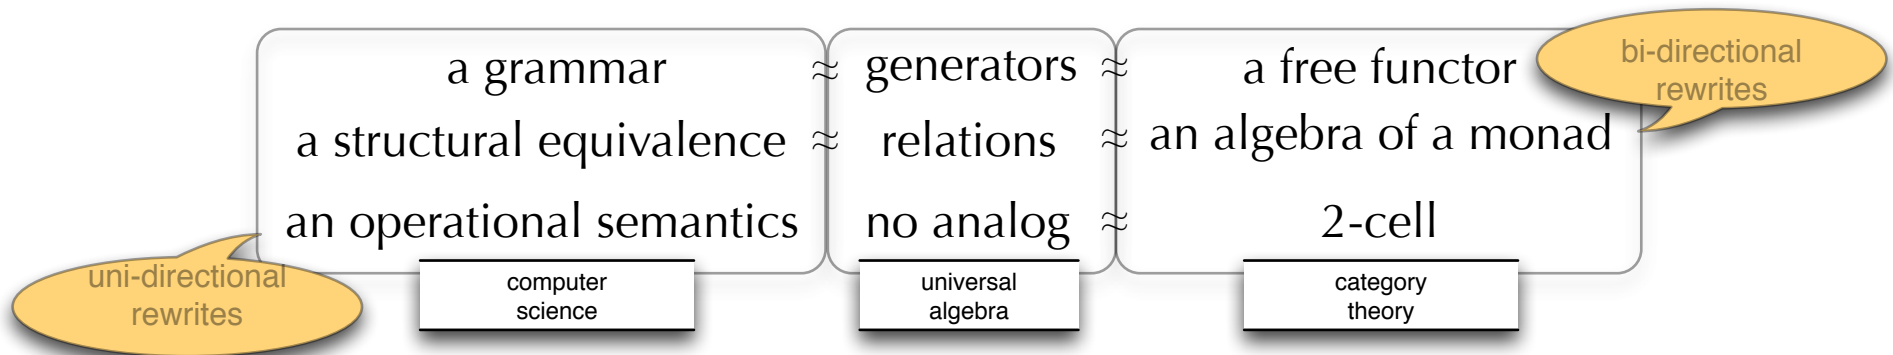 a grammar ≈ generators ≈ a free functor
bi-directional
rewrites
a structural equivalence ≈ relations ≈ an algebra of a monad
an operational semantics no analog ≈ 2-cell
uni-directional
rewrites
computer
science
universal
algebra
category
theory